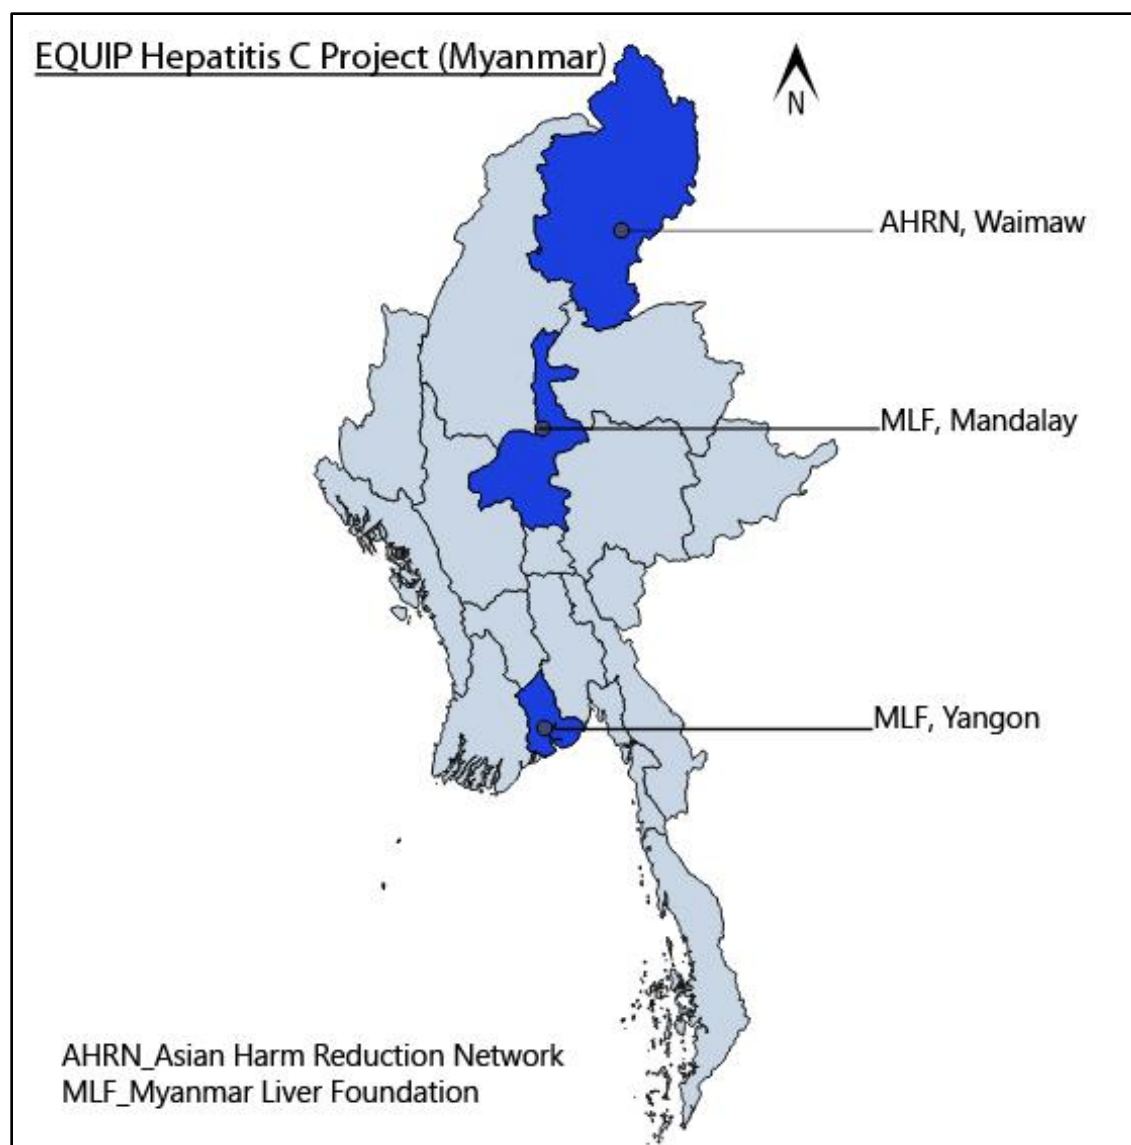 EQUIP Hepatitis C Project (Myanmar)
N
AHRN, Waimaw
MLF, Mandalay
MLF, Yangon
AHRN_Asian Harm Reduction Network
MLF_Myanmar Liver Foundation